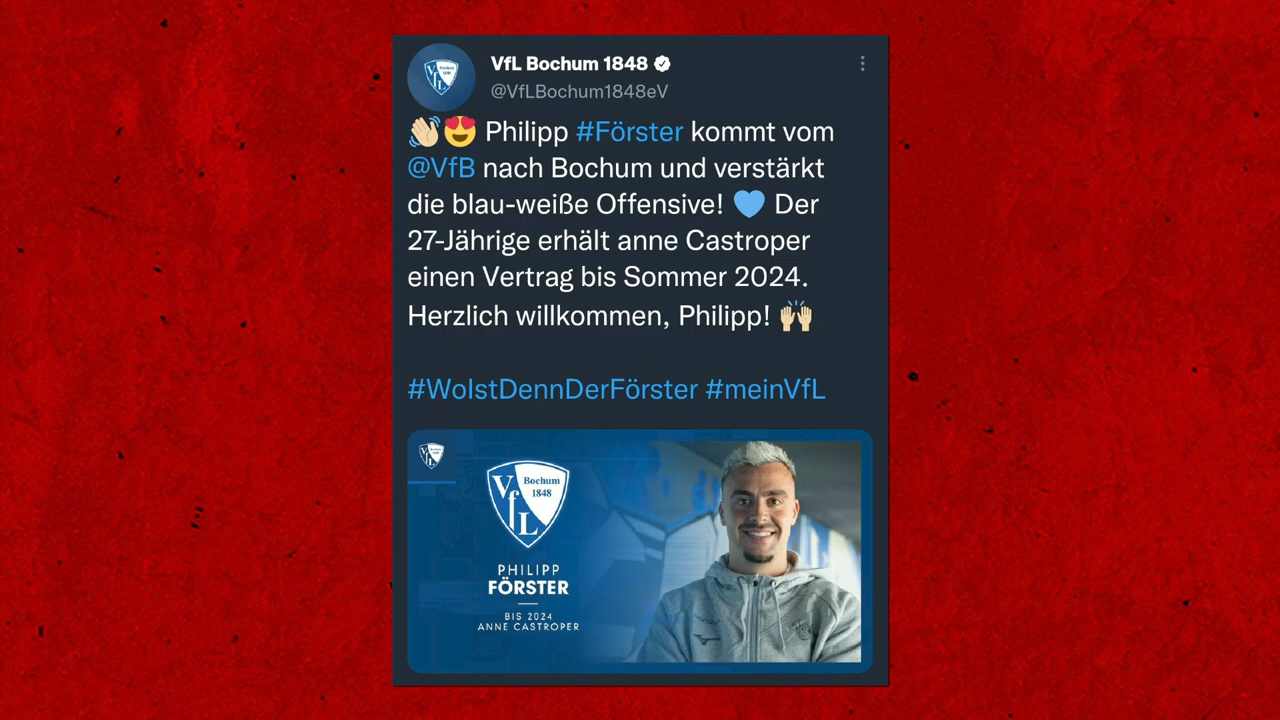 VfL Bochum 1848
@VfLBochum1848eV
👋🏼😍 Philipp #Förster kommt vom
@VfB nach Bochum und verstärkt
die blau-weiße Offensive! 💙 Der
27-Jährige erhält anne Castroper
einen Vertrag bis Sommer 2024.
Herzlich willkommen, Philipp! 🙌🏼
#WoIstDennDerFörster #meinVfL
VfL
Bochum
1848
PHILIPP
FÖRSTER
BIS 2024
ANNE CASTROPER